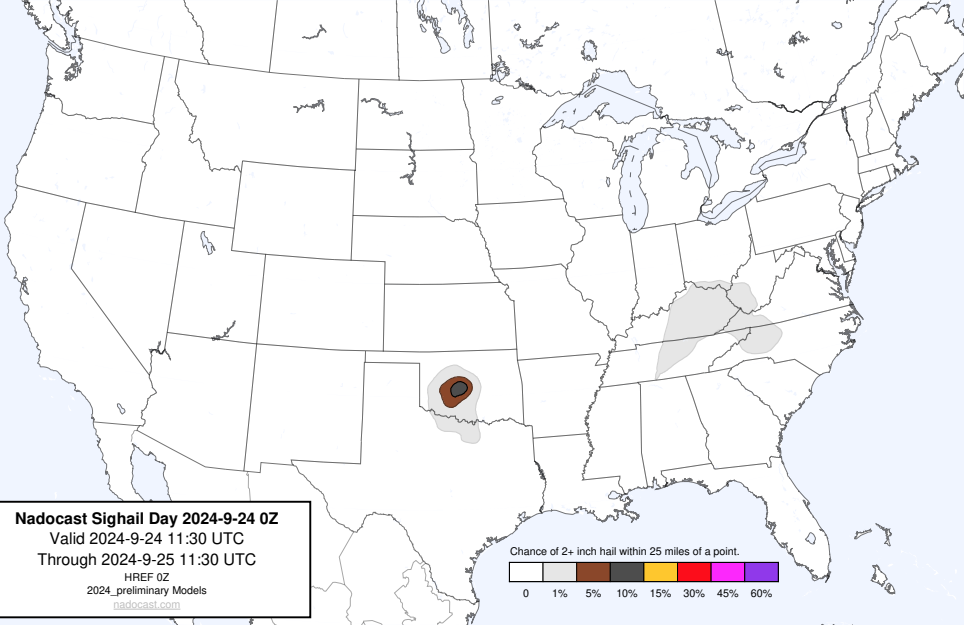 Nadocast Sighail Day 2024-9-24 0Z
Valid 2024-9-24 11:30 UTC
Through 2024-9-25 11:30 UTC
HREF 0Z
2024_preliminary Models
nadocast.com
Chance of 2+ inch hail within 25 miles of a point.
0 1% 5% 10% 15% 30% 45% 60%